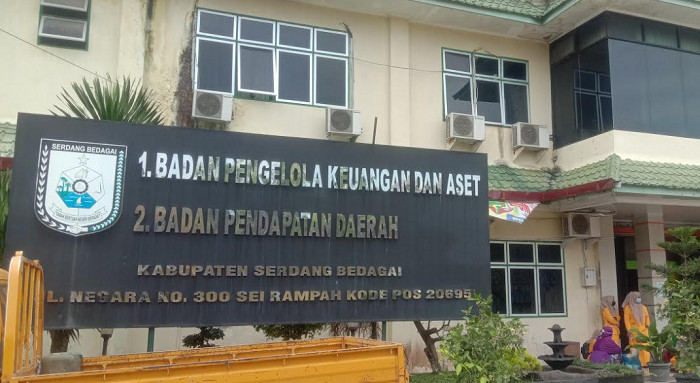 SERDANG BEDAGAI
1. BADAN PENGELOLA KEUANGAN DAN ASET
2. BADAN PENDAPATAN DAERAH
KABUPATEN SERDANG BEDAGAI
L. NEGARA NO. 300 SEI RAMPAH KODE POS 20695